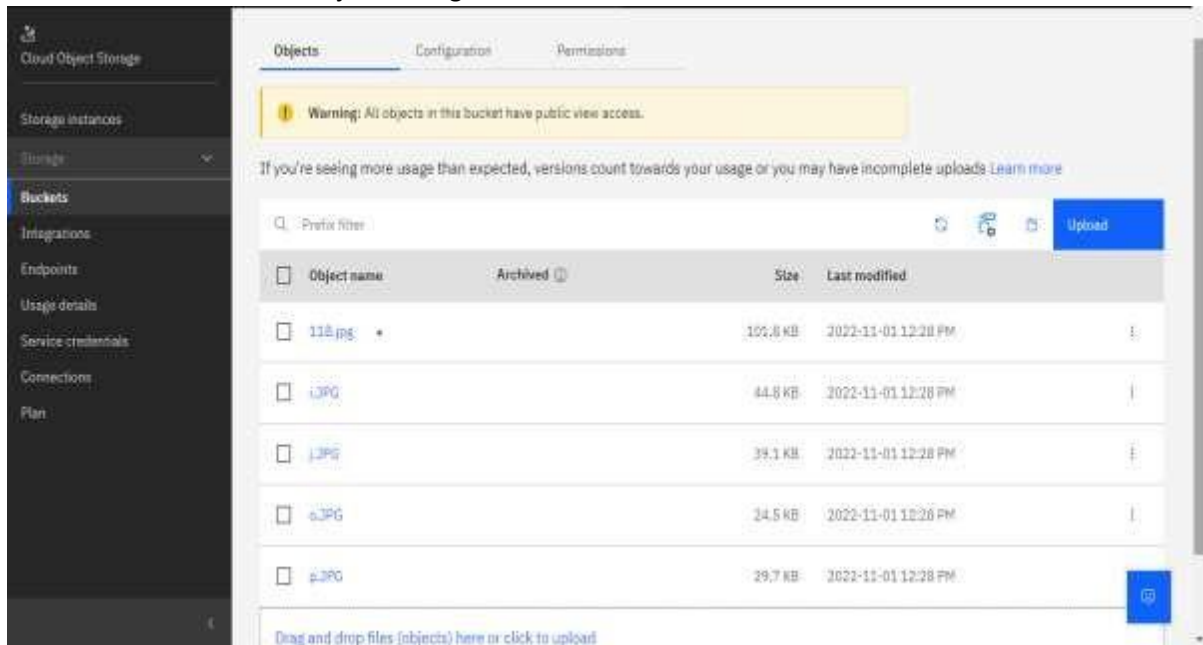 Cloud Object Storage
Storage instances
Storage
Buckets
Integrations
Endpoints
Usage details
Service credentials
Connections
Plan
Objects Configuration Permissions
Warning: All objects in this bucket have public view access.
If you're seeing more usage than expected, versions count towards your usage or you may have incomplete uploads Learn more
Prefix filter Upload
Object name Archived Size Last modified
118.jpg 101.8 KB 2022-11-01 12:28 PM
i.JPG 44.8 KB 2022-11-01 12:28 PM
j.JPG 39.1 KB 2022-11-01 12:28 PM
o.JPG 24.5 KB 2022-11-01 12:28 PM
p.JPG 29.7 KB 2022-11-01 12:28 PM
Drag and drop files (objects) here or click to upload